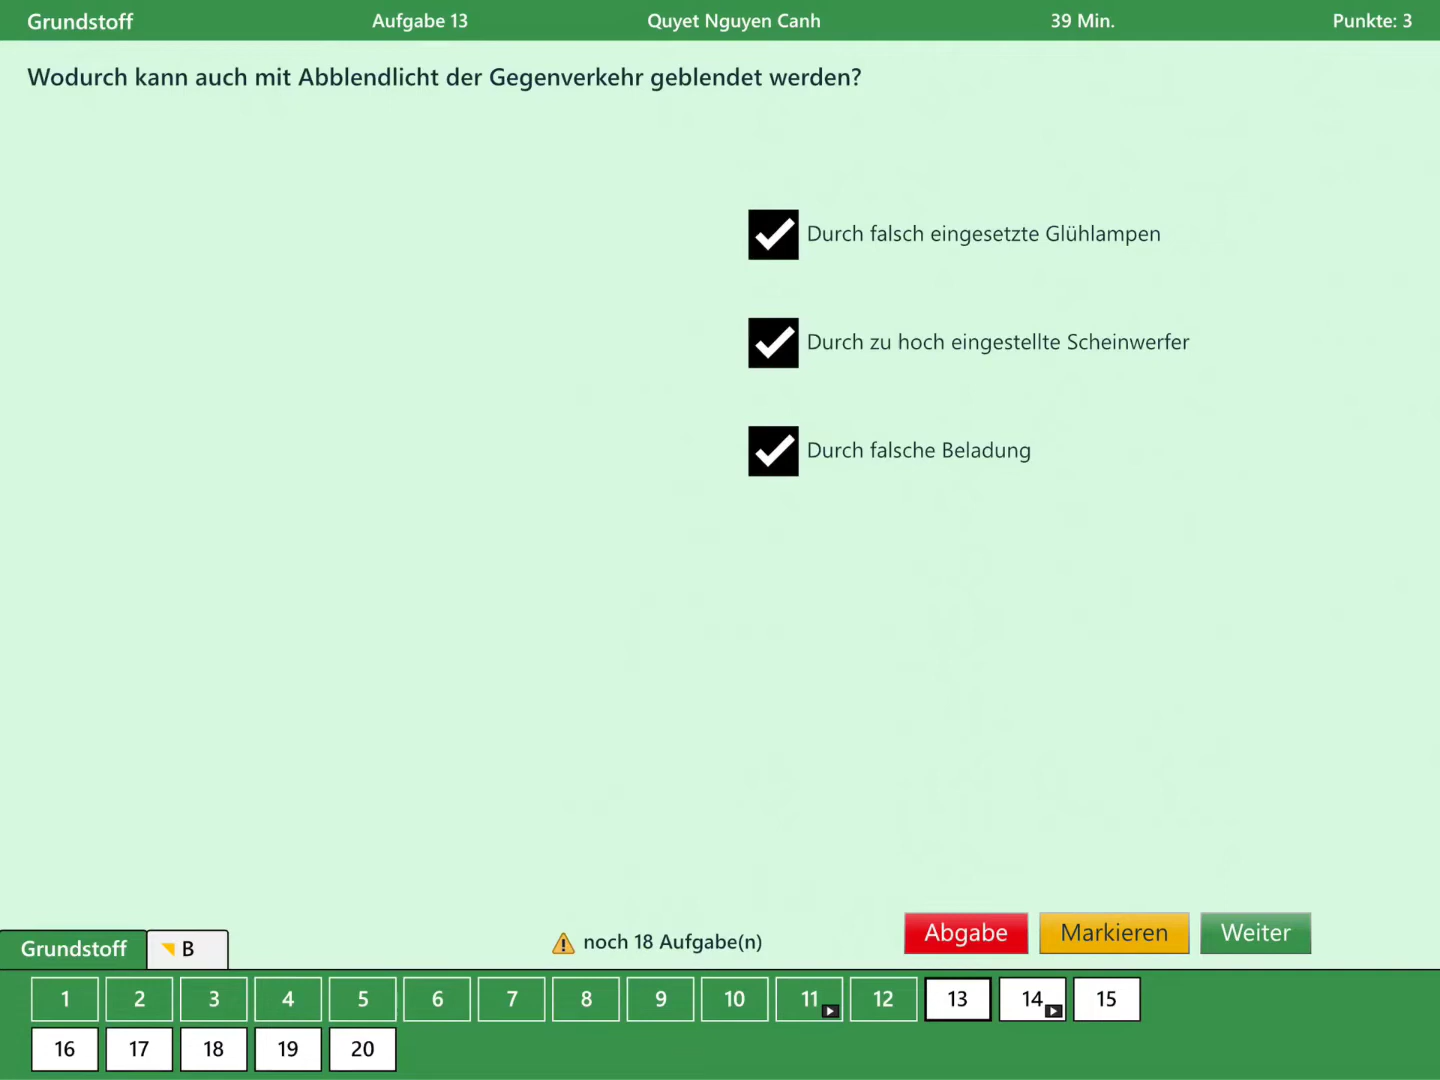 Grundstoff Aufgabe 13 Quyet Nguyen Canh 39 Min. Punkte: 3
Wodurch kann auch mit Abblendlicht der Gegenverkehr geblendet werden?
Durch falsch eingesetzte Glühlampen
Durch zu hoch eingestellte Scheinwerfer
Durch falsche Beladung
Grundstoff B noch 18 Aufgabe(n) Abgabe Markieren Weiter
1 2 3 4 5 6 7 8 9 10 11 12 13 14 15
16 17 18 19 20